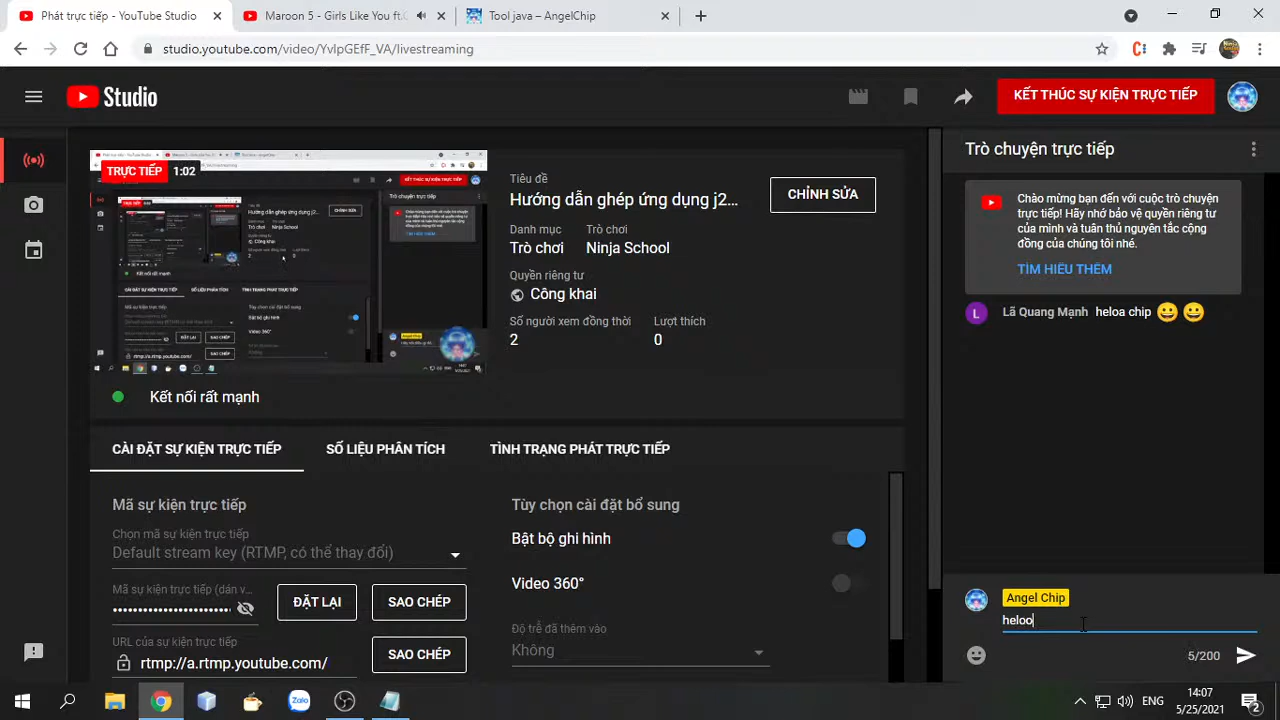 Phát trực tiếp - YouTube Studio
Maroon 5 - Girls Like You ft.
Tool java – AngelChip
studio.youtube.com/video/YvlpGEfF_VA/livestreaming
Studio
KẾT THÚC SỰ KIỆN TRỰC TIẾP
TRỰC TIẾP 1:02
Tiêu đề
Hướng dẫn ghép ứng dụng j2...
CHỈNH SỬA
Danh mục Trò chơi
Trò chơi Ninja School
Quyền riêng tư
Công khai
Số người xem đồng thời Lượt thích
2 0
Kết nối rất mạnh
CÀI ĐẶT SỰ KIỆN TRỰC TIẾP
SỐ LIỆU PHÂN TÍCH
TÌNH TRẠNG PHÁT TRỰC TIẾP
Mã sự kiện trực tiếp
Chọn mã sự kiện trực tiếp
Default stream key (RTMP, có thể thay đổi)
Mã sự kiện trực tiếp (dán v...
ĐẶT LẠI
SAO CHÉP
URL của sự kiện trực tiếp
rtmp://a.rtmp.youtube.com/
SAO CHÉP
Tùy chọn cài đặt bổ sung
Bật bộ ghi hình
Video 360°
Độ trễ đã thêm vào
Không
Trò chuyện trực tiếp
Chào mừng bạn đến với cuộc trò chuyện
trực tiếp! Hãy nhớ bảo vệ quyền riêng tư
của mình và tuân thủ nguyên tắc cộng
đồng của chúng tôi nhé.
TÌM HIỂU THÊM
L Lã Quang Mạnh heloa chip 😀 😀
Angel Chip
heloo
5/200
Zalo
ENG
14:07
5/25/2021
2